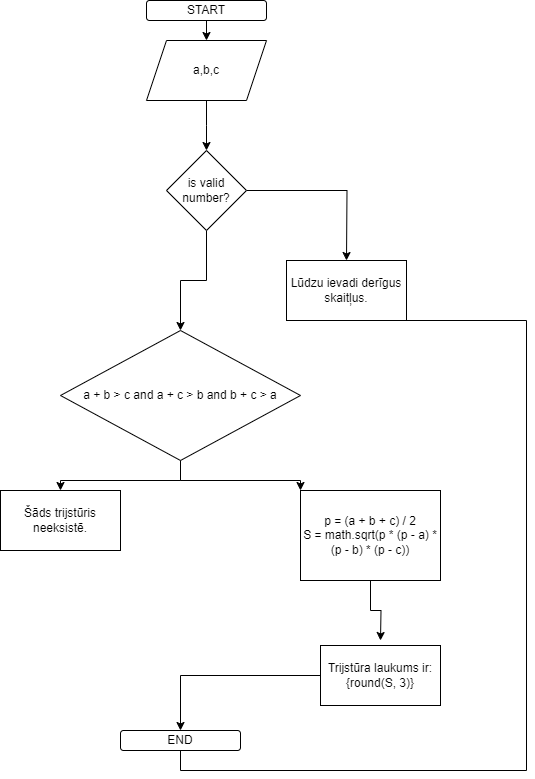 START
a,b,c
is valid
number?
Lūdzu ievadi derīgus
skaitļus.
a + b > c and a + c > b and b + c > a
Šāds trijstūris
neeksistē.
p = (a + b + c) / 2
S = math.sqrt(p * (p - a) *
(p - b) * (p - c))
Trijstūra laukums ir:
{round(S, 3)}
END